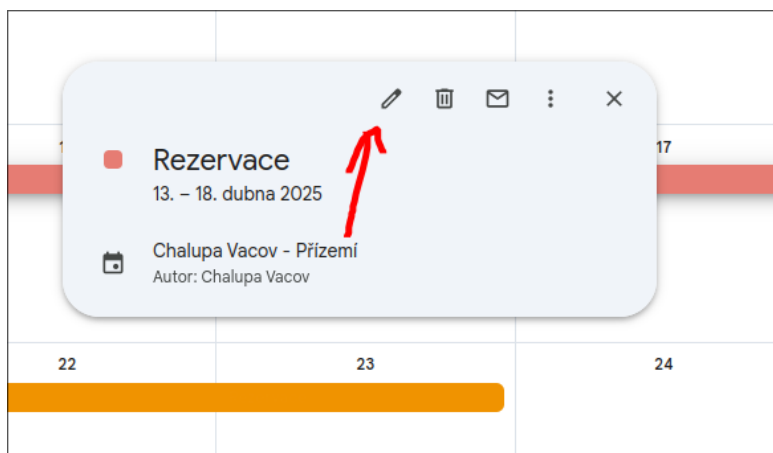 17
Rezervace
13. – 18. dubna 2025
Chalupa Vacov - Přízemí
Autor: Chalupa Vacov
22
23
24